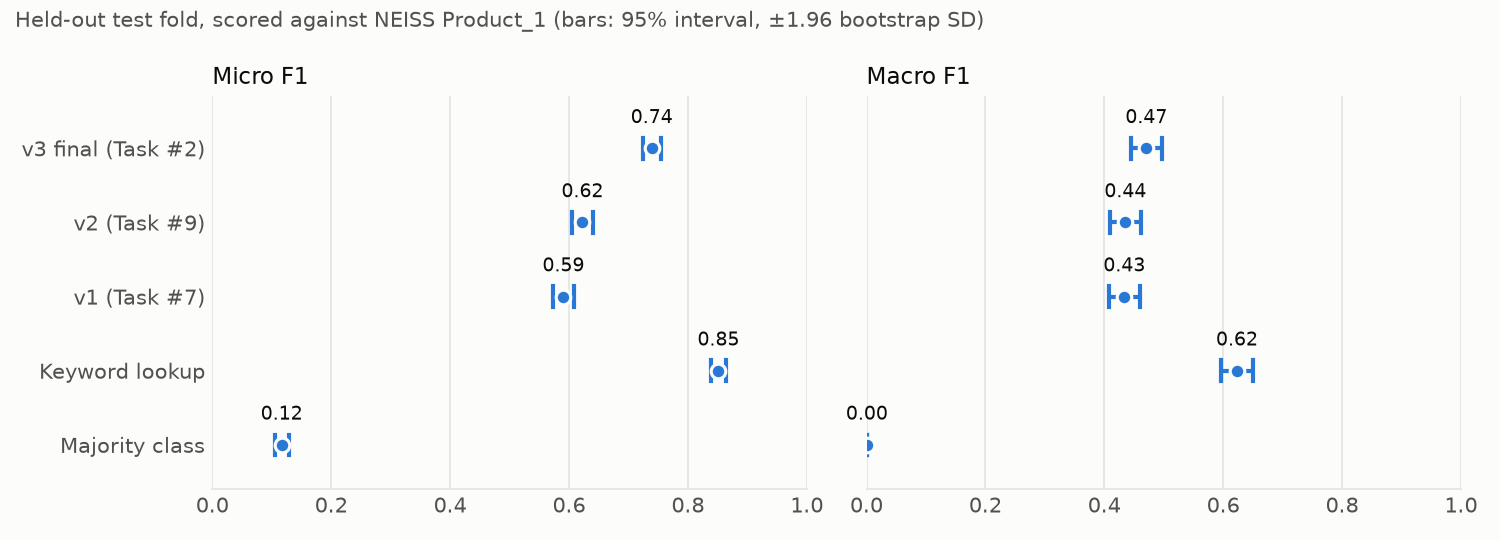 Held-out test fold, scored against NEISS Product_1 (bars: 95% interval, ±1.96 bootstrap SD)
Micro F1
Macro F1
v3 final (Task #2)
0.74
0.47
v2 (Task #9)
0.62
0.44
v1 (Task #7)
0.59
0.43
Keyword lookup
0.85
0.62
Majority class
0.12
0.00
0.0 0.2 0.4 0.6 0.8 1.0
0.0 0.2 0.4 0.6 0.8 1.0